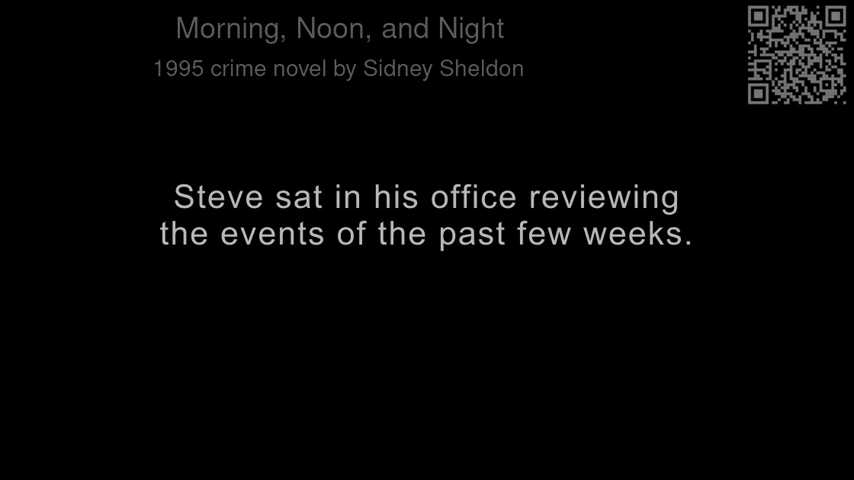 Morning, Noon, and Night
1995 crime novel by Sidney Sheldon
Steve sat in his office reviewing
the events of the past few weeks.